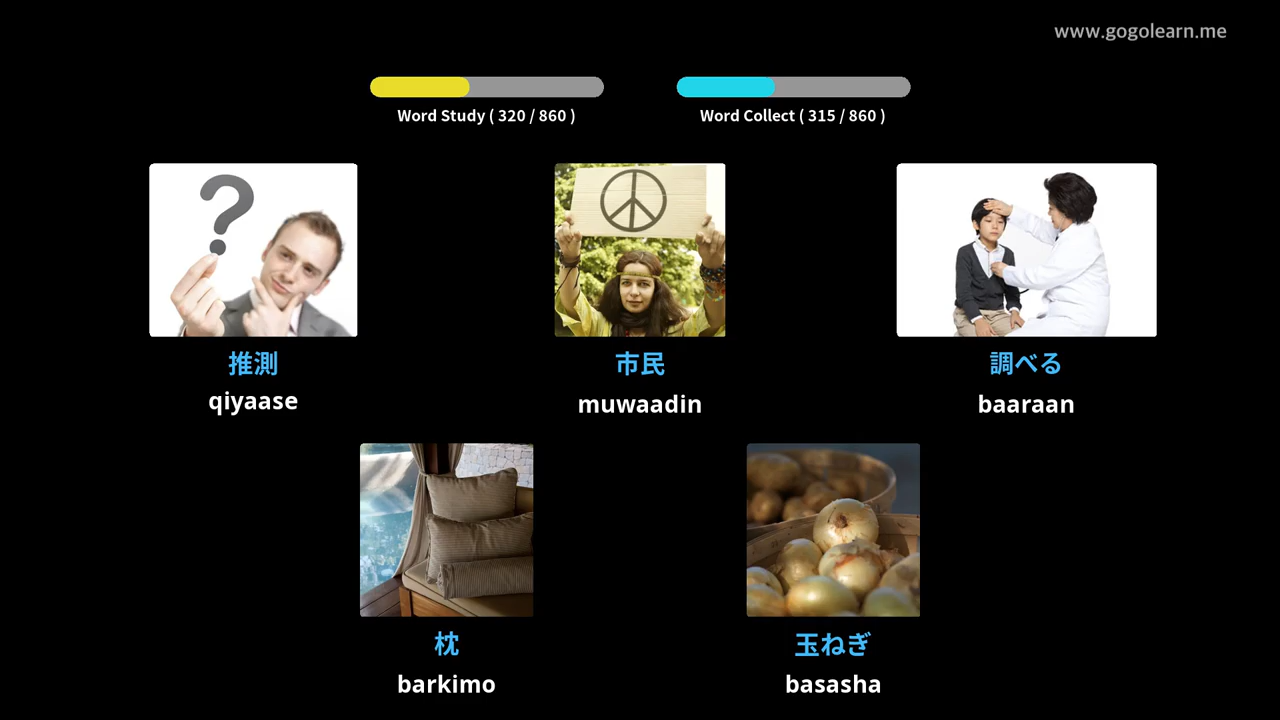 www.gogolearn.me
Word Study ( 320 / 860 )
Word Collect ( 315 / 860 )
推測
qiyaase
市民
muwaadin
調べる
baaraan
枕
barkimo
玉ねぎ
basasha